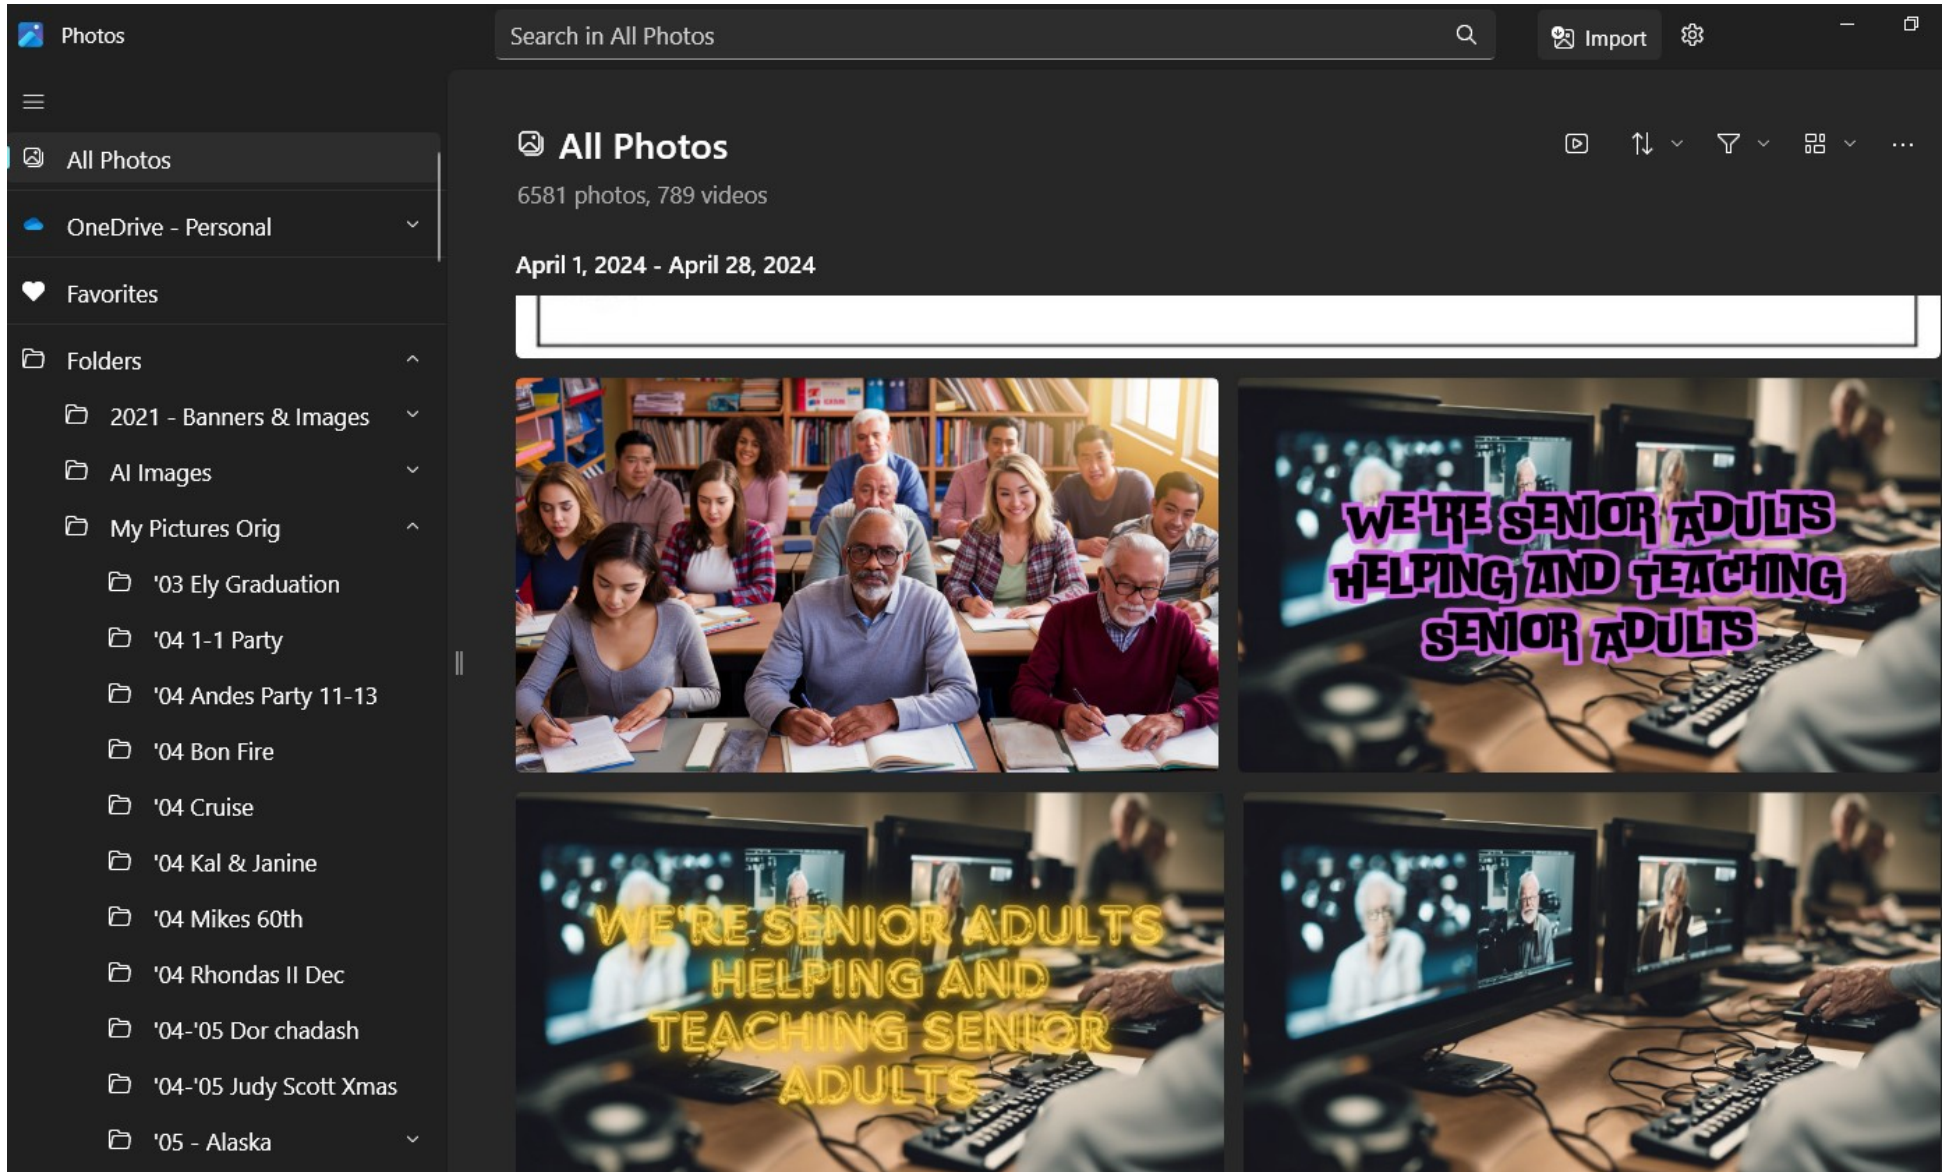 Photos
Search in All Photos
Import
All Photos
OneDrive - Personal
Favorites
Folders
2021 - Banners & Images
AI Images
My Pictures Orig
'03 Ely Graduation
'04 1-1 Party
'04 Andes Party 11-13
'04 Bon Fire
'04 Cruise
'04 Kal & Janine
'04 Mikes 60th
'04 Rhondas II Dec
'04-'05 Dor chadash
'04-'05 Judy Scott Xmas
'05 - Alaska
All Photos
6581 photos, 789 videos
April 1, 2024 - April 28, 2024
WE'RE SENIOR ADULTS
HELPING AND TEACHING
SENIOR ADULTS
WE'RE SENIOR ADULTS
HELPING AND
TEACHING SENIOR
ADULTS